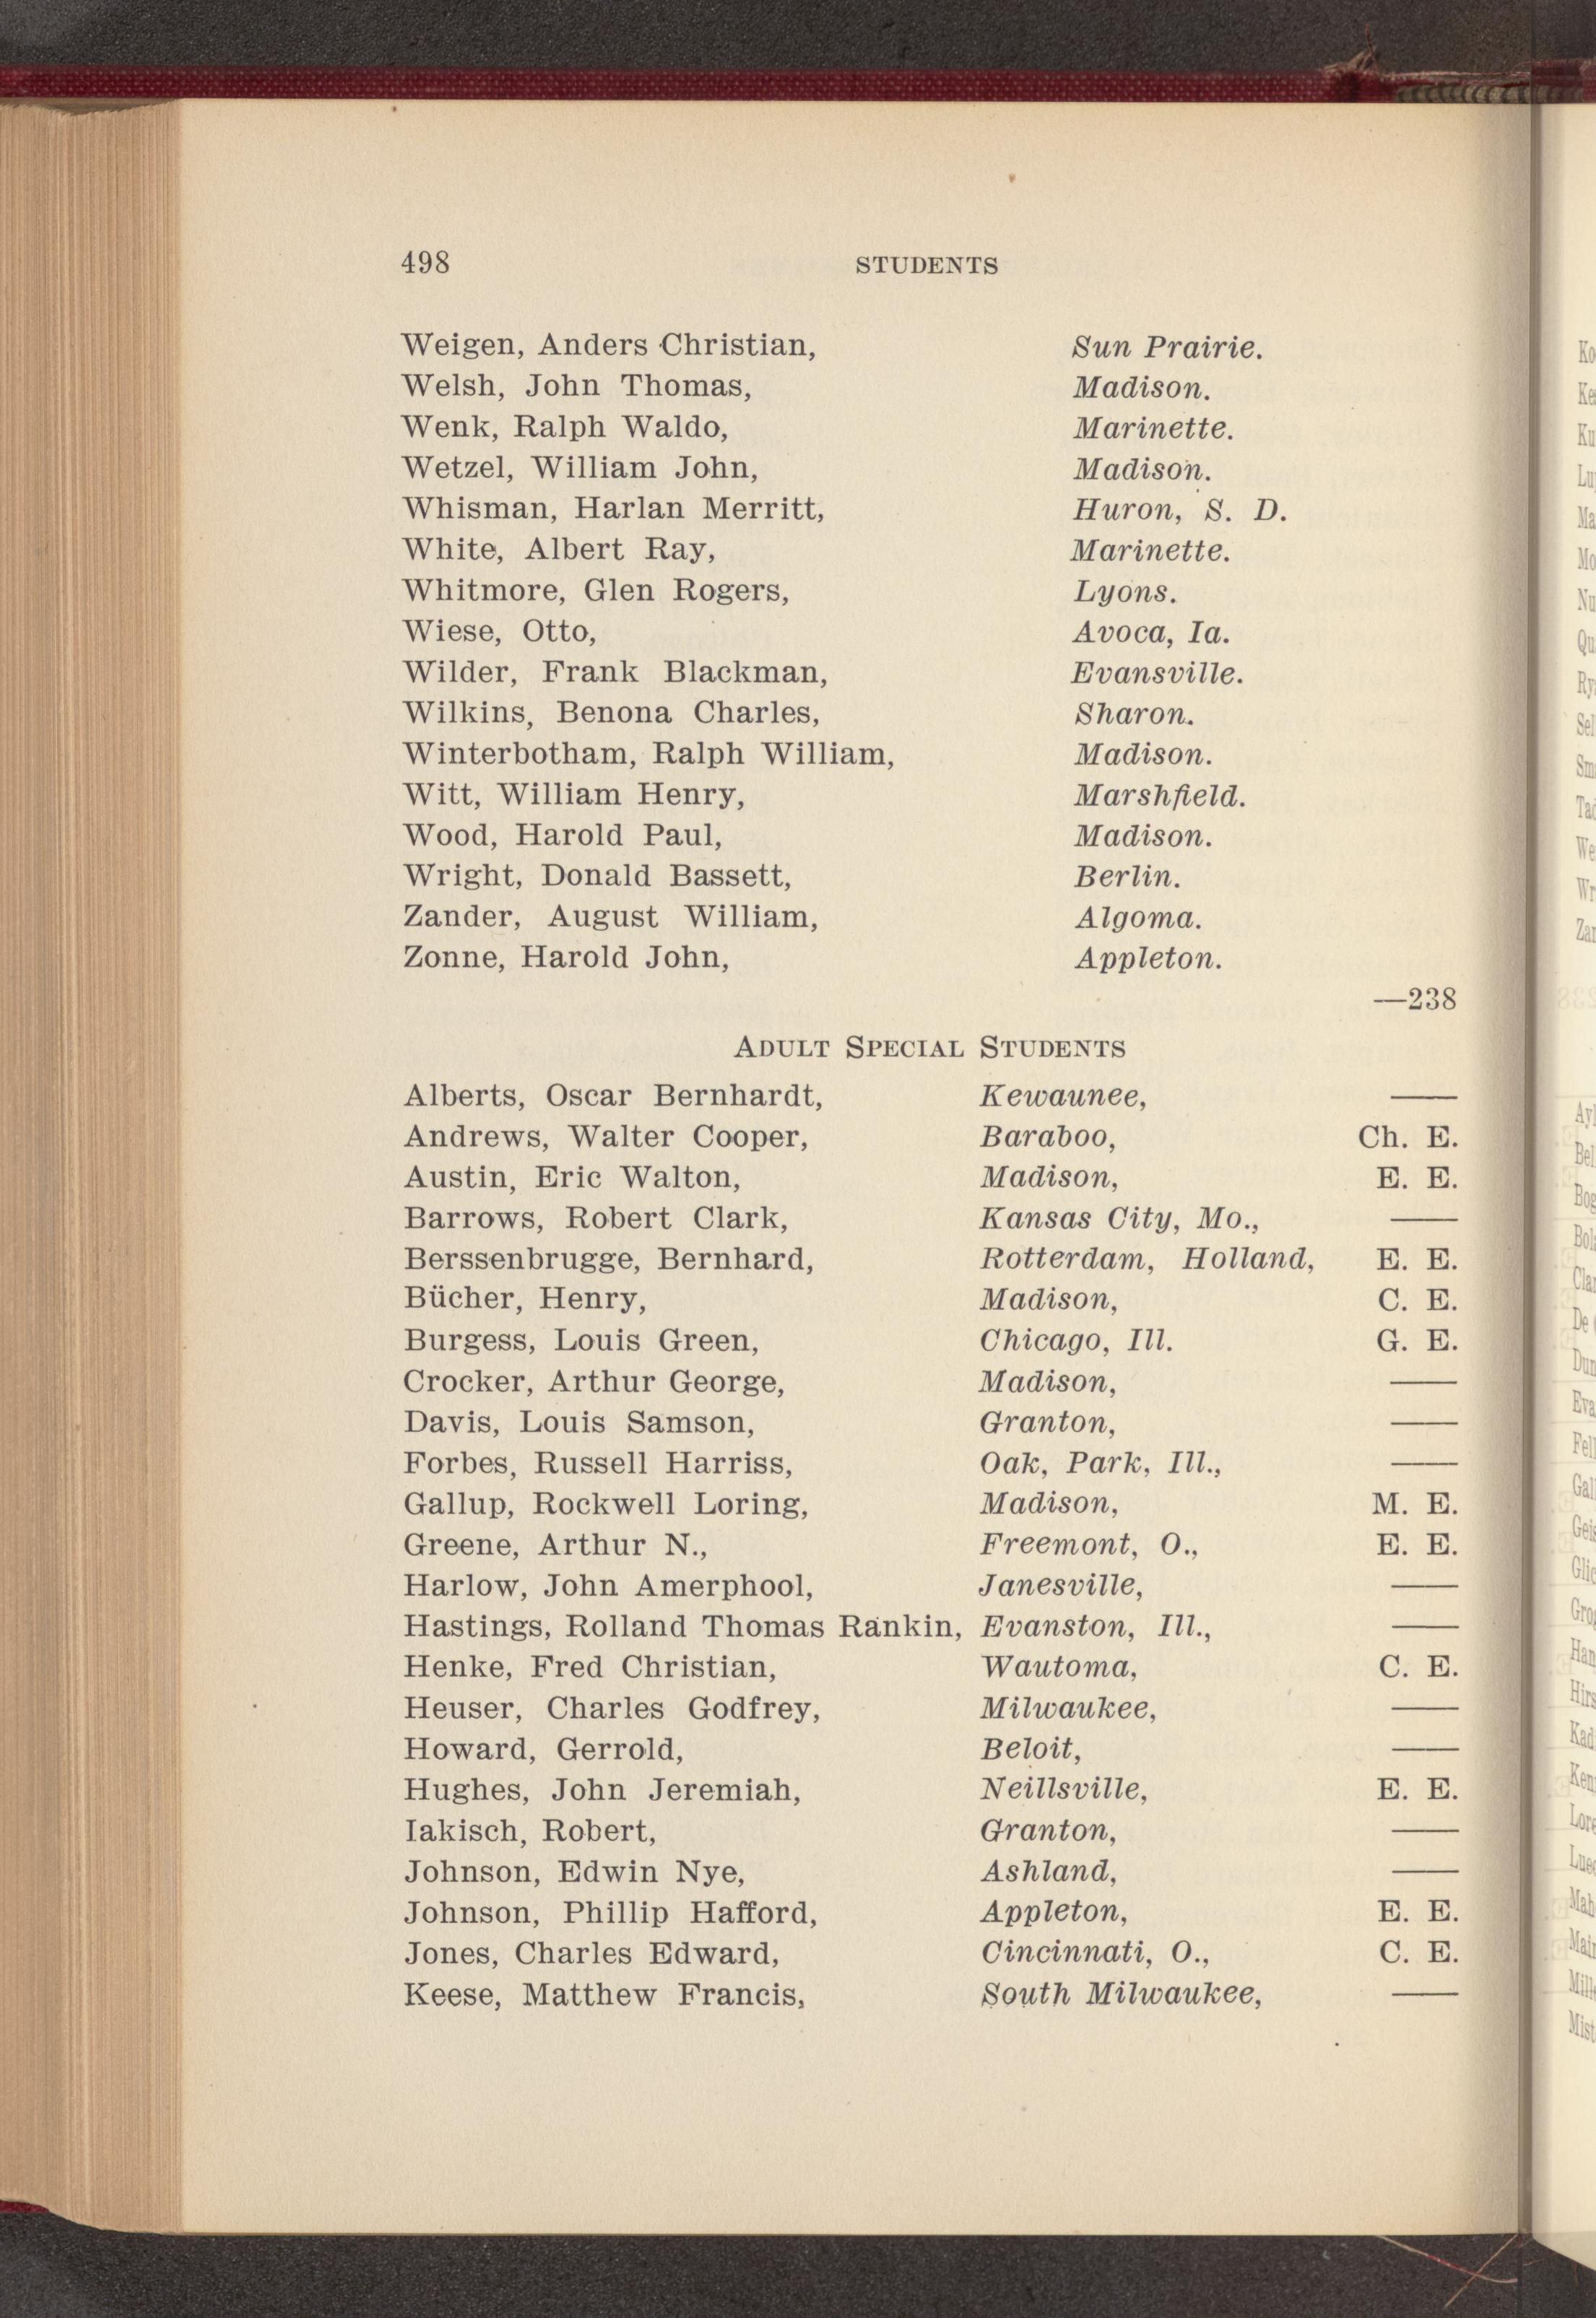 498 STUDENTS
Weigen, Anders Christian, Sun Prairie.
Welsh, John Thomas, Madison.
Wenk, Ralph Waldo, Marinette.
Wetzel, William John, Madison.
Whisman, Harlan Merritt, Huron, S. D.
White, Albert Ray, Marinette.
Whitmore, Glen Rogers, Lyons.
Wiese, Otto, Avoca, Ia.
Wilder, Frank Blackman, Evansville.
Wilkins, Benona Charles, Sharon.
Winterbotham, Ralph William, Madison.
Witt, William Henry, Marshfield.
Wood, Harold Paul, Madison.
Wright, Donald Bassett, Berlin.
Zander, August William, Algoma.
Zonne, Harold John, Appleton.
—238
ADULT SPECIAL STUDENTS
Alberts, Oscar Bernhardt, Kewaunee, ——
Andrews, Walter Cooper, Baraboo, Ch. E.
Austin, Eric Walton, Madison, E. E.
Barrows, Robert Clark, Kansas City, Mo., ——
Berssenbrugge, Bernhard, Rotterdam, Holland, E. E.
Bücher, Henry, Madison, C. E.
Burgess, Louis Green, Chicago, Ill. G. E.
Crocker, Arthur George, Madison, ——
Davis, Louis Samson, Granton, ——
Forbes, Russell Harriss, Oak, Park, Ill., ——
Gallup, Rockwell Loring, Madison, M. E.
Greene, Arthur N., Freemont, O., E. E.
Harlow, John Amerphool, Janesville, ——
Hastings, Rolland Thomas Rankin, Evanston, Ill., ——
Henke, Fred Christian, Wautoma, C. E.
Heuser, Charles Godfrey, Milwaukee, ——
Howard, Gerrold, Beloit, ——
Hughes, John Jeremiah, Neillsville, E. E.
Iakisch, Robert, Granton, ——
Johnson, Edwin Nye, Ashland, ——
Johnson, Phillip Hafford, Appleton, E. E.
Jones, Charles Edward, Cincinnati, O., C. E.
Keese, Matthew Francis, South Milwaukee, ——